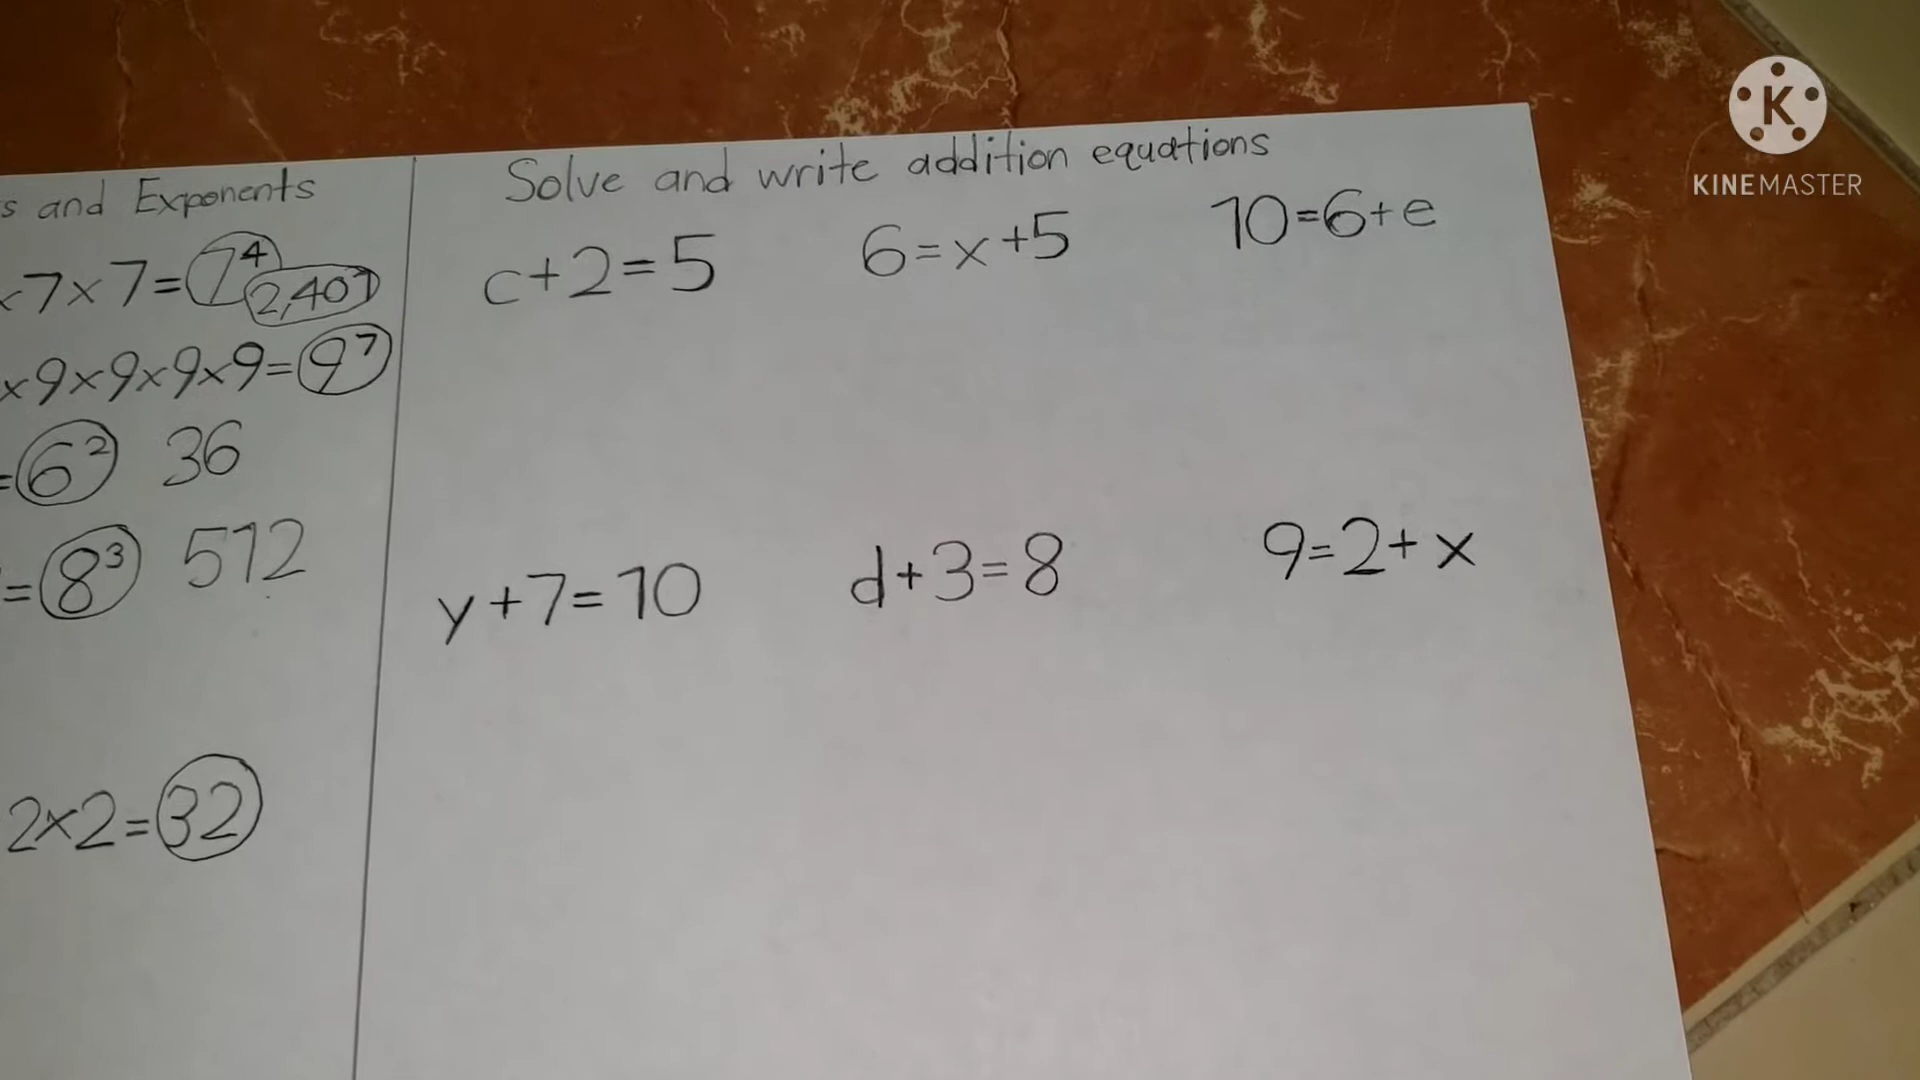 s and Exponents
×7×7=7⁴
2,401
×9×9×9×9=9⁷
=6² 36
=8³ 512
2×2=32
Solve and write addition equations
c+2=5 6=x+5 10=6+e
y+7=10 d+3=8 9=2+x
K
KINEMASTER